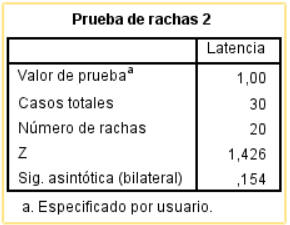 Prueba de rachas 2
Latencia
Valor de prueba a 1,00
Casos totales 30
Número de rachas 20
Z 1,426
Sig. asintótica (bilateral) ,154
a. Especificado por usuario.